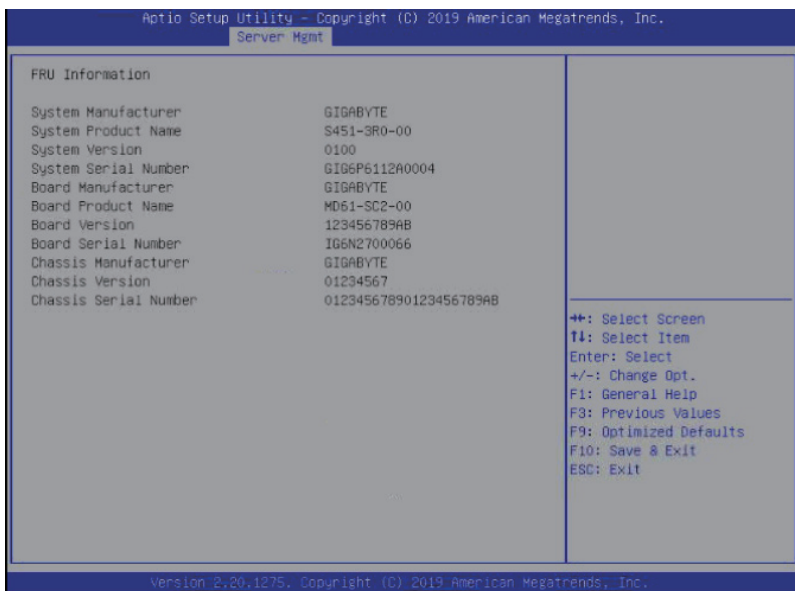 Aptio Setup Utility – Copyright (C) 2019 American Megatrends, Inc.
Server Mgmt
FRU Information
System Manufacturer GIGABYTE
System Product Name S451-3R0-00
System Version 0100
System Serial Number GIG6P6112A0004
Board Manufacturer GIGABYTE
Board Product Name MD61-SC2-00
Board Version 123456789AB
Board Serial Number IG6N2700066
Chassis Manufacturer GIGABYTE
Chassis Version 01234567
Chassis Serial Number 01234567890123456789AB
→←: Select Screen
↑↓: Select Item
Enter: Select
+/-: Change Opt.
F1: General Help
F3: Previous Values
F9: Optimized Defaults
F10: Save & Exit
ESC: Exit
Version 2.20.1275. Copyright (C) 2019 American Megatrends, Inc.